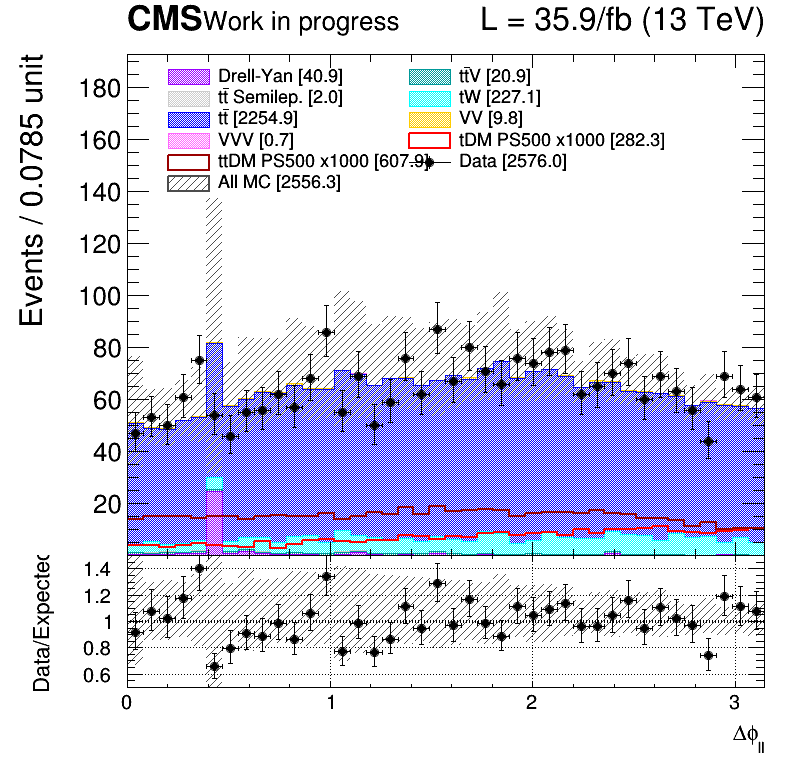 CMS Work in progress L = 35.9/fb (13 TeV)
Events / 0.0785 unit
180
160
140
120
100
80
60
40
20
Drell-Yan [40.9]
tt̄ Semilep. [2.0]
tt̄ [2254.9]
VVV [0.7]
ttDM PS500 x1000 [607.9]
All MC [2556.3]
tt̄V [20.9]
tW [227.1]
VV [9.8]
tDM PS500 x1000 [282.3]
Data [2576.0]
Data/Expected
1.4
1.2
1
0.8
0.6
0 1 2 3
Δϕll